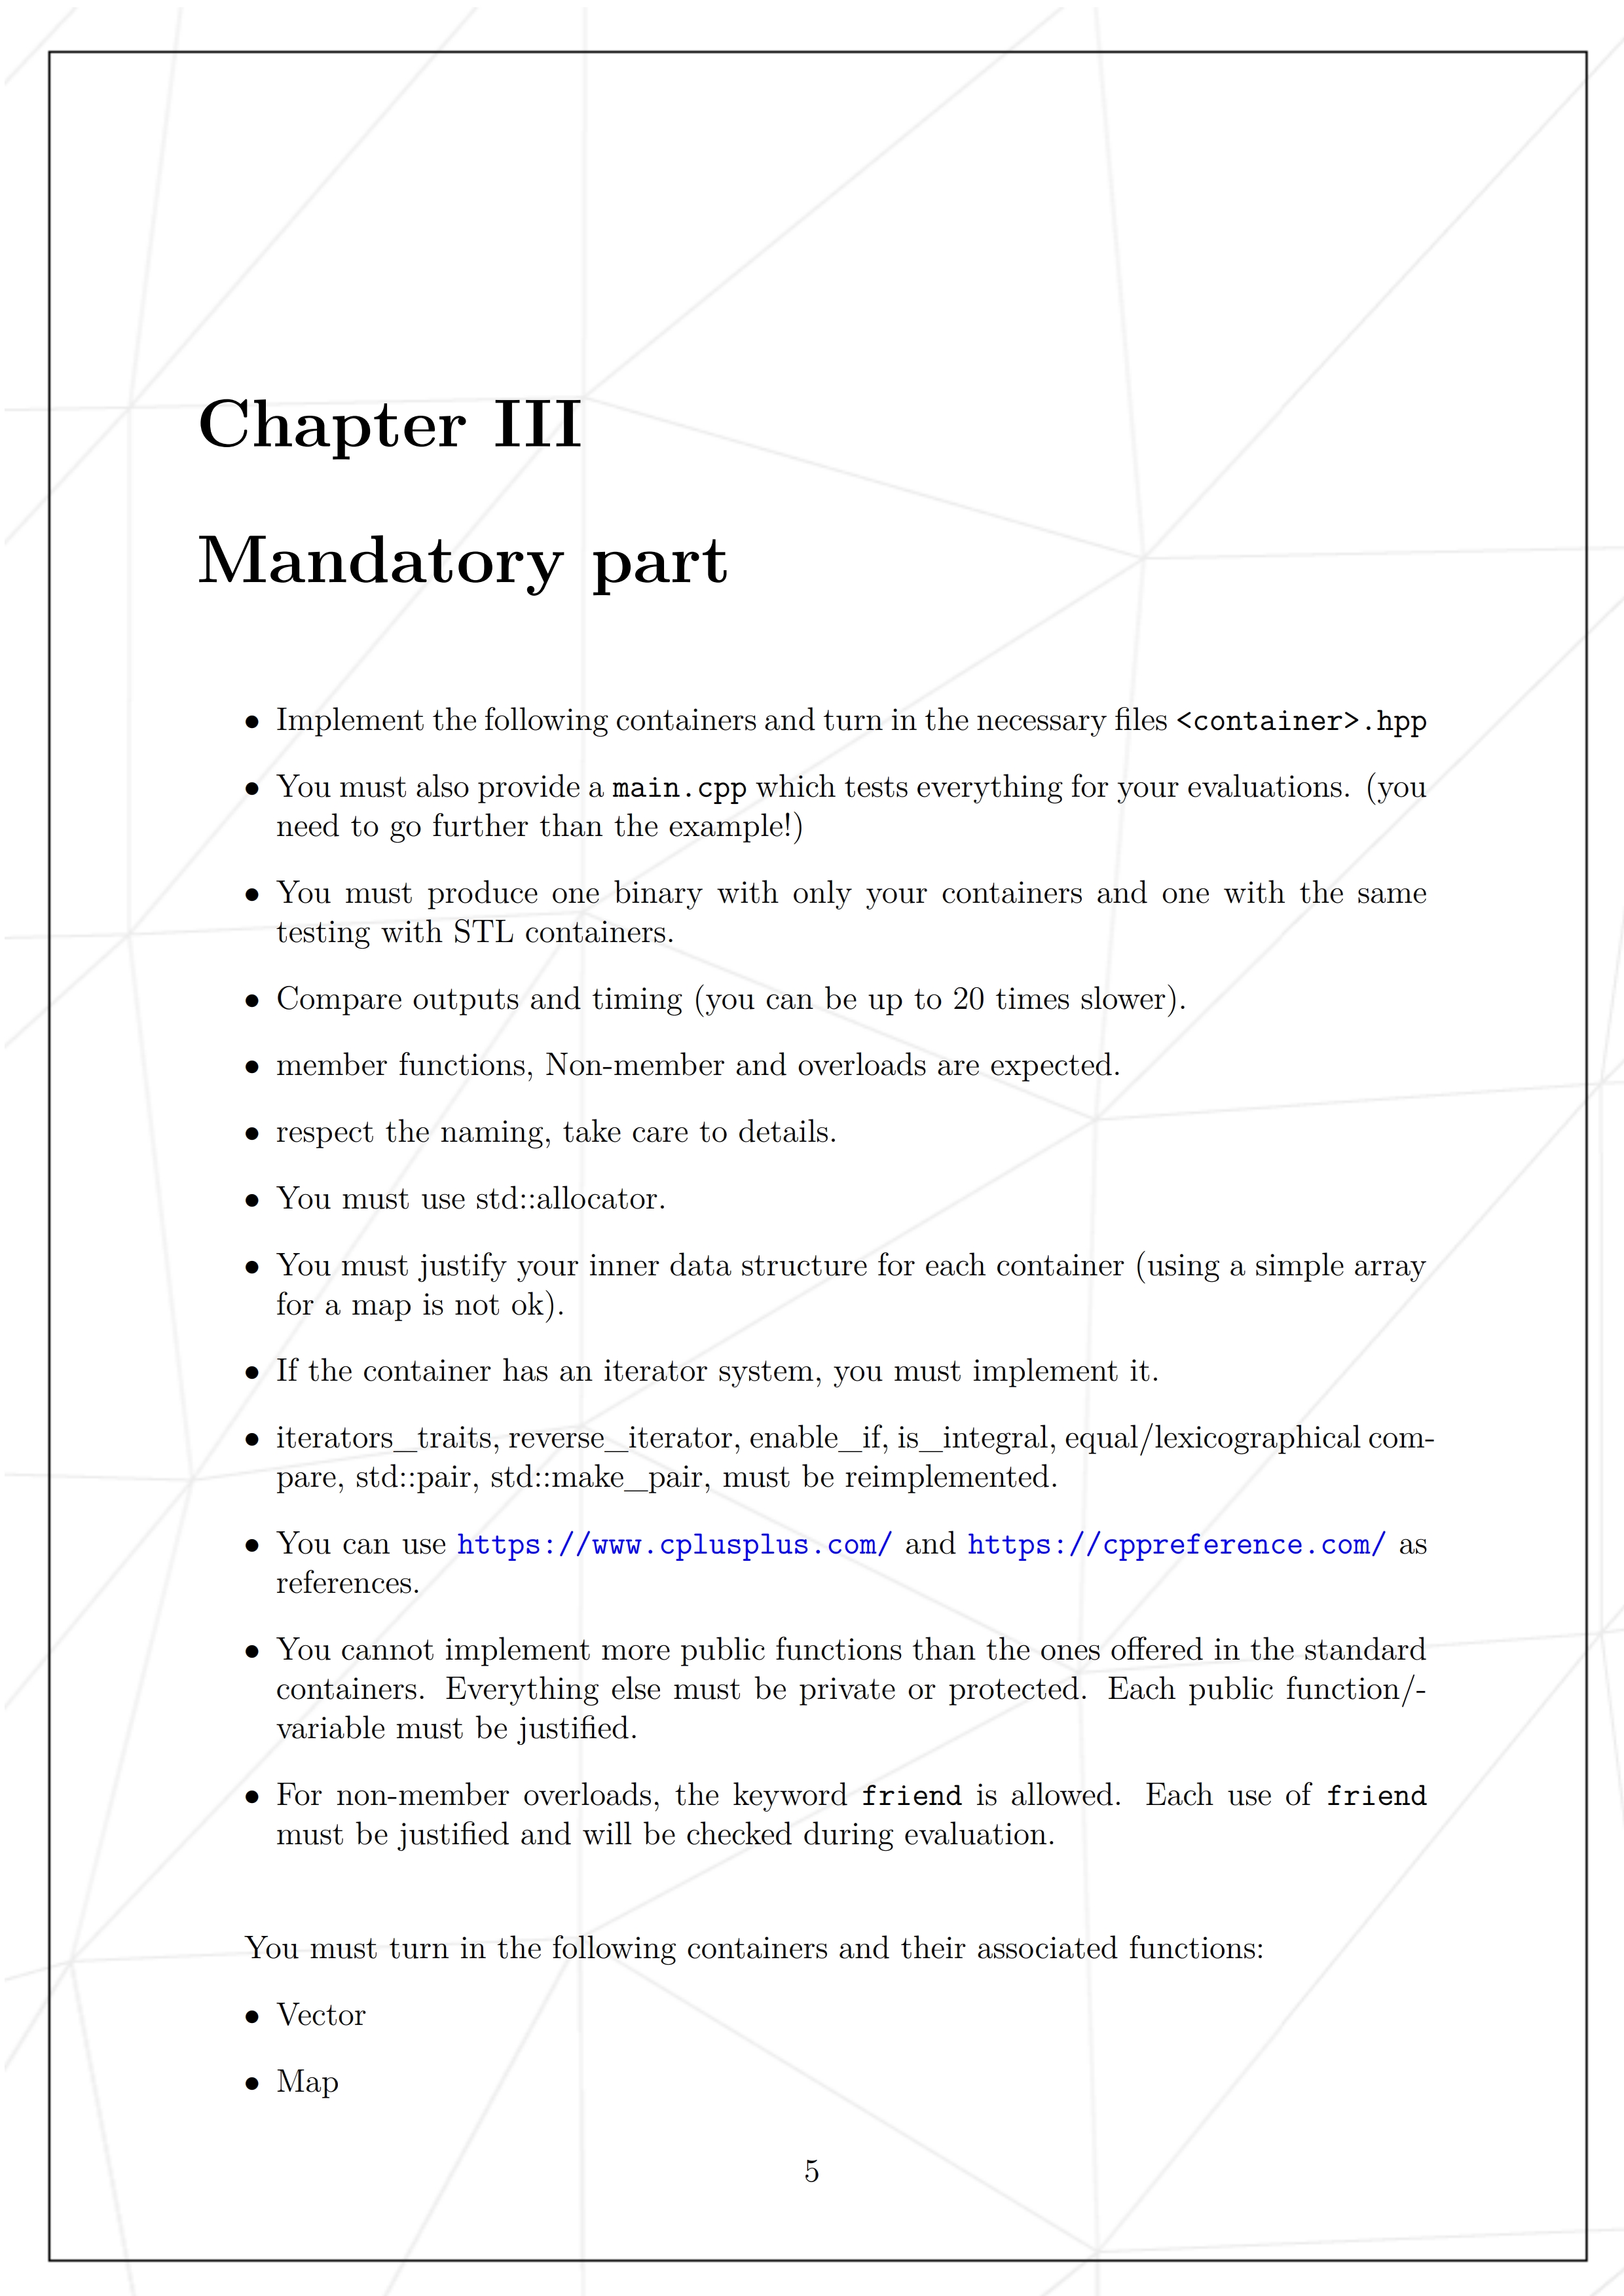 Chapter III
Mandatory part
• Implement the following containers and turn in the necessary files <container>.hpp
• You must also provide a main.cpp which tests everything for your evaluations. (you
need to go further than the example!)
• You must produce one binary with only your containers and one with the same
testing with STL containers.
• Compare outputs and timing (you can be up to 20 times slower).
• member functions, Non-member and overloads are expected.
• respect the naming, take care to details.
• You must use std::allocator.
• You must justify your inner data structure for each container (using a simple array
for a map is not ok).
• If the container has an iterator system, you must implement it.
• iterators_traits, reverse_iterator, enable_if, is_integral, equal/lexicographical com-
pare, std::pair, std::make_pair, must be reimplemented.
• You can use https://www.cplusplus.com/ and https://cppreference.com/ as
references.
• You cannot implement more public functions than the ones offered in the standard
containers. Everything else must be private or protected. Each public function/-
variable must be justified.
• For non-member overloads, the keyword friend is allowed. Each use of friend
must be justified and will be checked during evaluation.
You must turn in the following containers and their associated functions:
• Vector
• Map
5